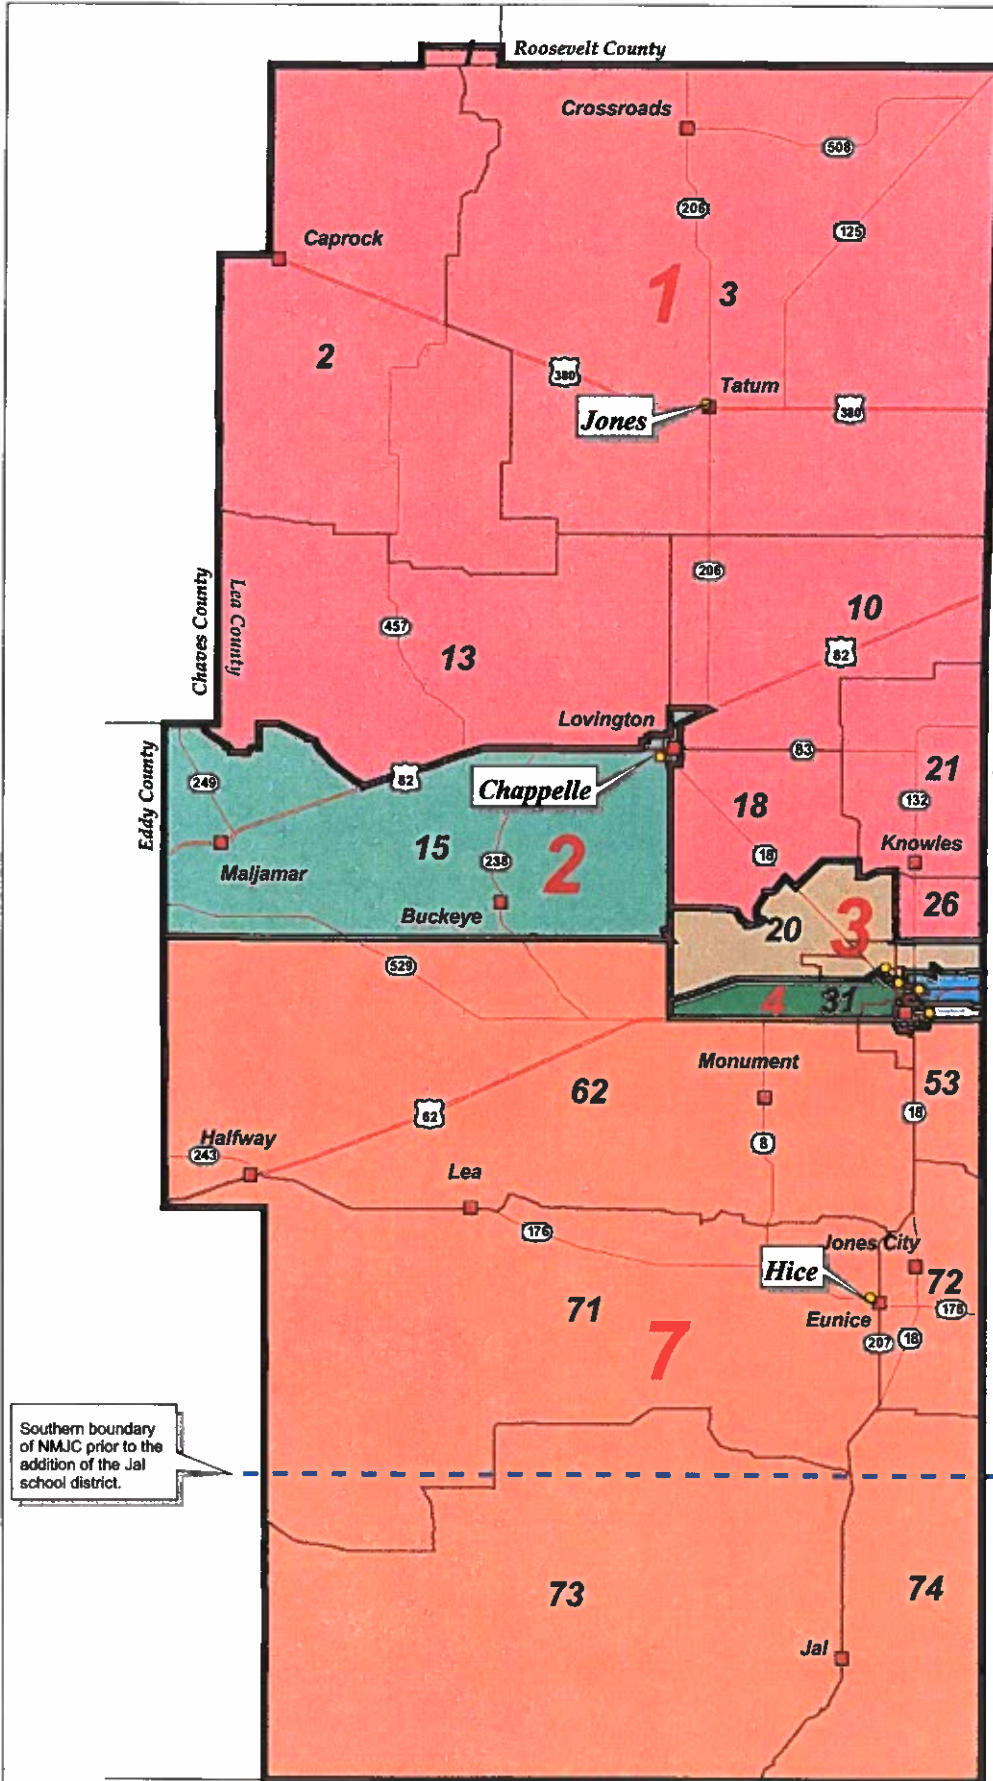 Roosevelt County
Crossroads
508
206
125
Caprock
1
3
2
380
Tatum
380
Jones
206
10
Chaves County
Lea County
457
13
82
Lovington
Eddy County
249
82
83
21
Chappelle
18
132
15
238
2
18
Knowles
Maljamar
Buckeye
26
20
3
529
4
31
Monument
53
62
62
18
Halfway
243
8
Lea
176
Jones City
Hice
72
71
Eunice
176
7
207
18
Southern boundary
of NMJC prior to the
addition of the Jal
school district.
73
74
Jal